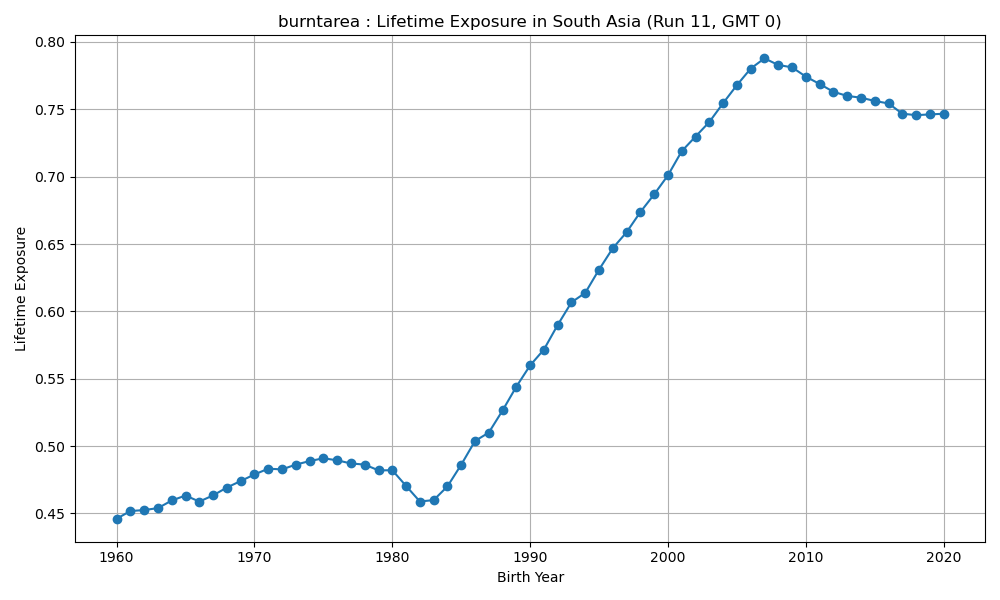 burntarea : Lifetime Exposure in South Asia (Run 11, GMT 0)
0.80
0.75
0.70
0.65
0.60
0.55
0.50
0.45
Lifetime Exposure
1960 1970 1980 1990 2000 2010 2020
Birth Year